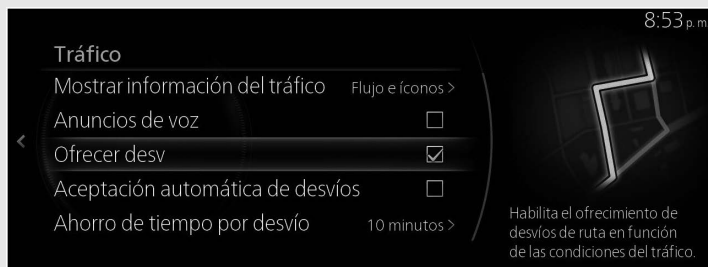 8:53 p. m
Tráfico
Mostrar información del tráfico Flujo e íconos >
Anuncios de voz
Ofrecer desv
Aceptación automática de desvíos
Ahorro de tiempo por desvío 10 minutos >
Habilita el ofrecimiento de
desvíos de ruta en función
de las condiciones del tráfico.